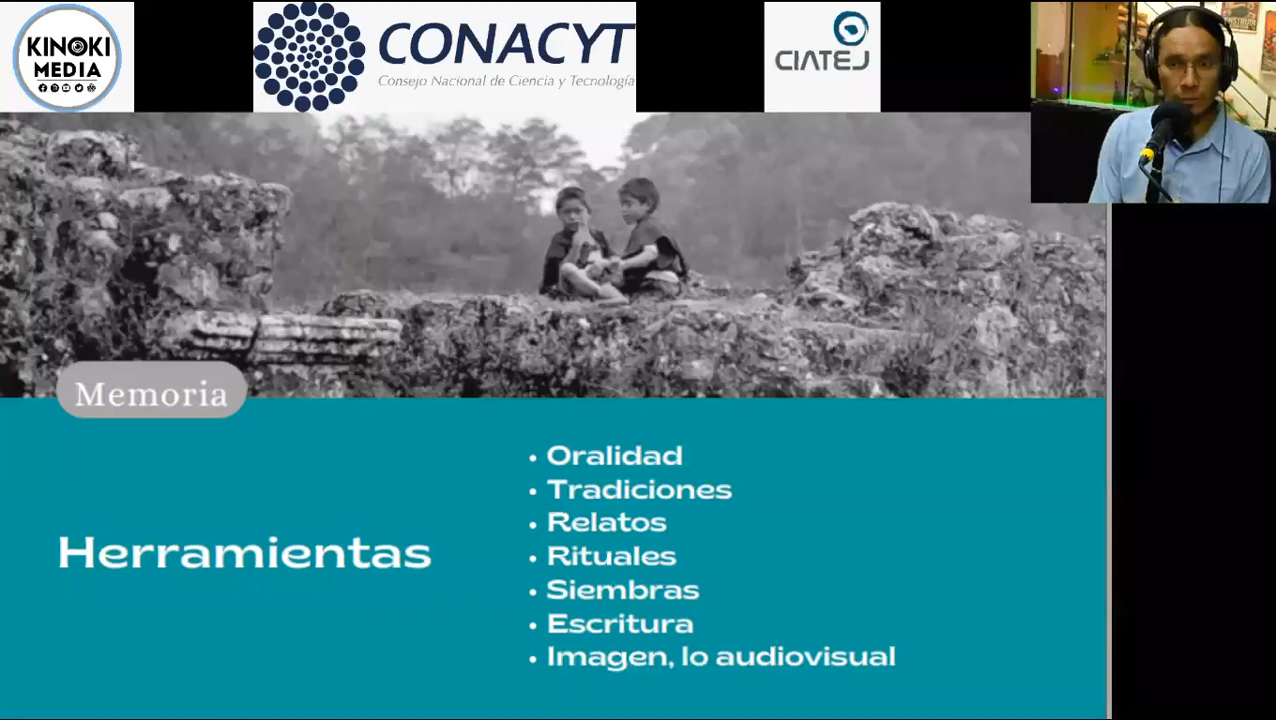 KINOKI
MEDIA
CONACYT
Consejo Nacional de Ciencia y Tecnología
CIATEJ
Memoria
Herramientas
• Oralidad
• Tradiciones
• Relatos
• Rituales
• Siembras
• Escritura
• Imagen, lo audiovisual